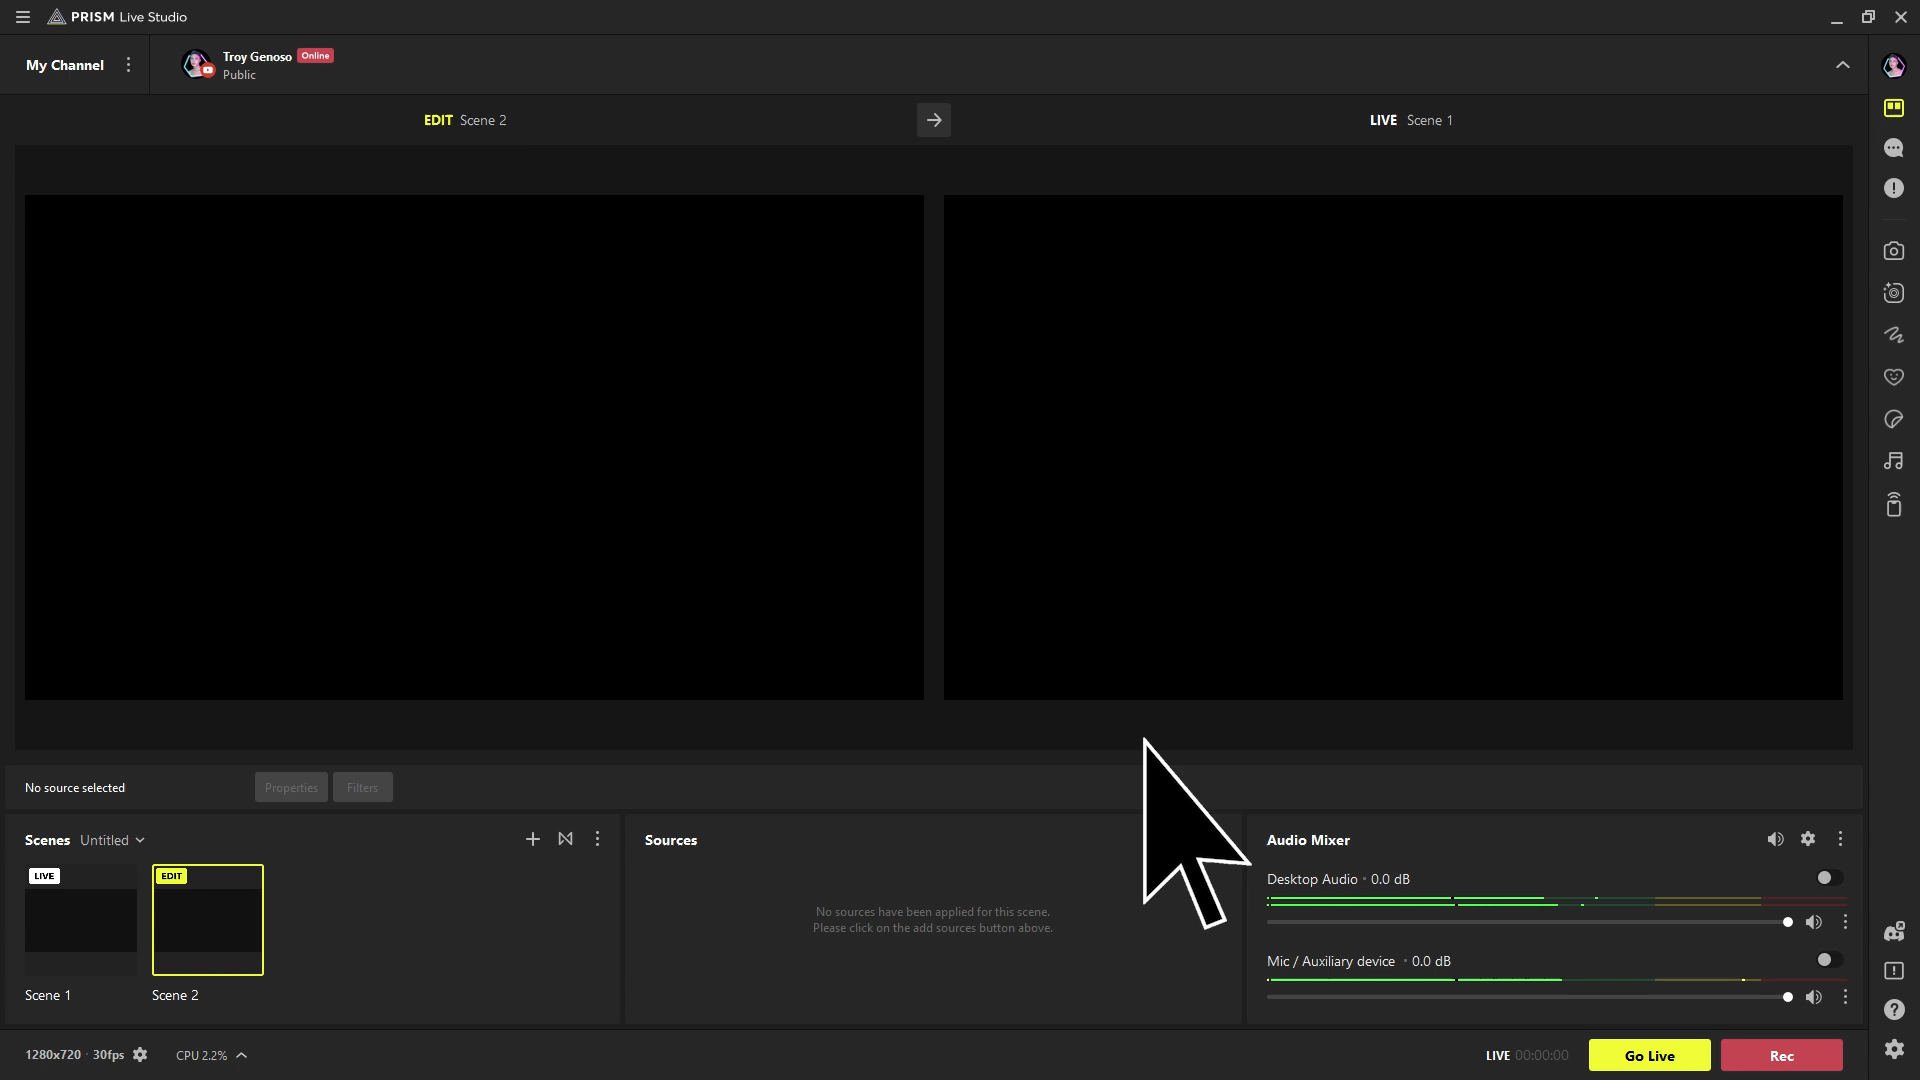 PRISM Live Studio
My Channel
Troy Genoso Online
Public
EDIT Scene 2
LIVE Scene 1
No source selected
Properties
Filters
Scenes Untitled
LIVE
EDIT
Scene 1
Scene 2
Sources
No sources have been applied for this scene.
Please click on the add sources button above.
Audio Mixer
Desktop Audio · 0.0 dB
Mic / Auxiliary device · 0.0 dB
1280x720 · 30fps
CPU 2.2%
LIVE 00:00:00
Go Live
Rec